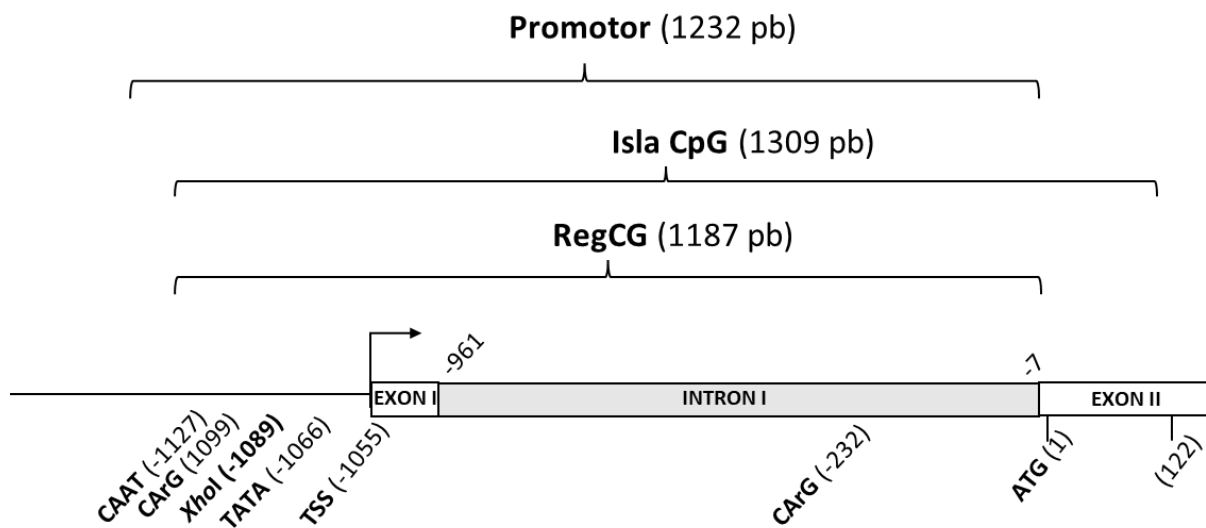 Promotor (1232 pb)
Isla CpG (1309 pb)
RegCG (1187 pb)
-961
-7
EXON I
INTRON I
EXON II
CAAT (-1127)
CArG (1099)
XhoI (-1089)
TATA (-1066)
TSS (-1055)
CArG (-232)
ATG (1)
(122)